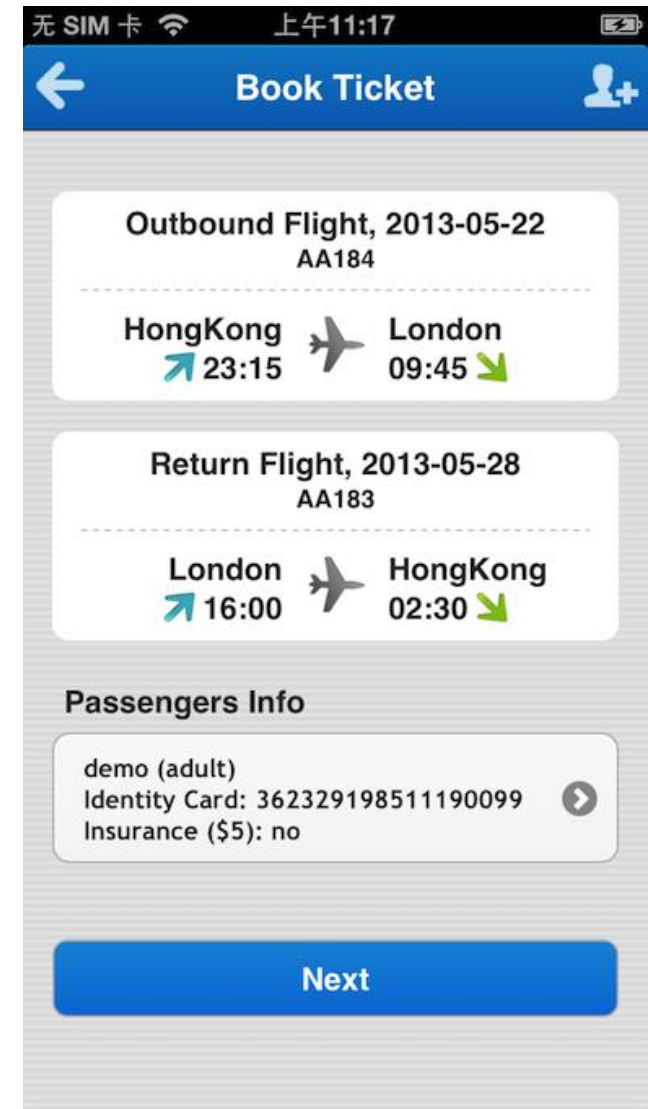 无 SIM 卡 上午11:17
Book Ticket
Outbound Flight, 2013-05-22
AA184
HongKong London
23:15 09:45
Return Flight, 2013-05-28
AA183
London HongKong
16:00 02:30
Passengers Info
demo (adult)
Identity Card: 362329198511190099
Insurance ($5): no
Next